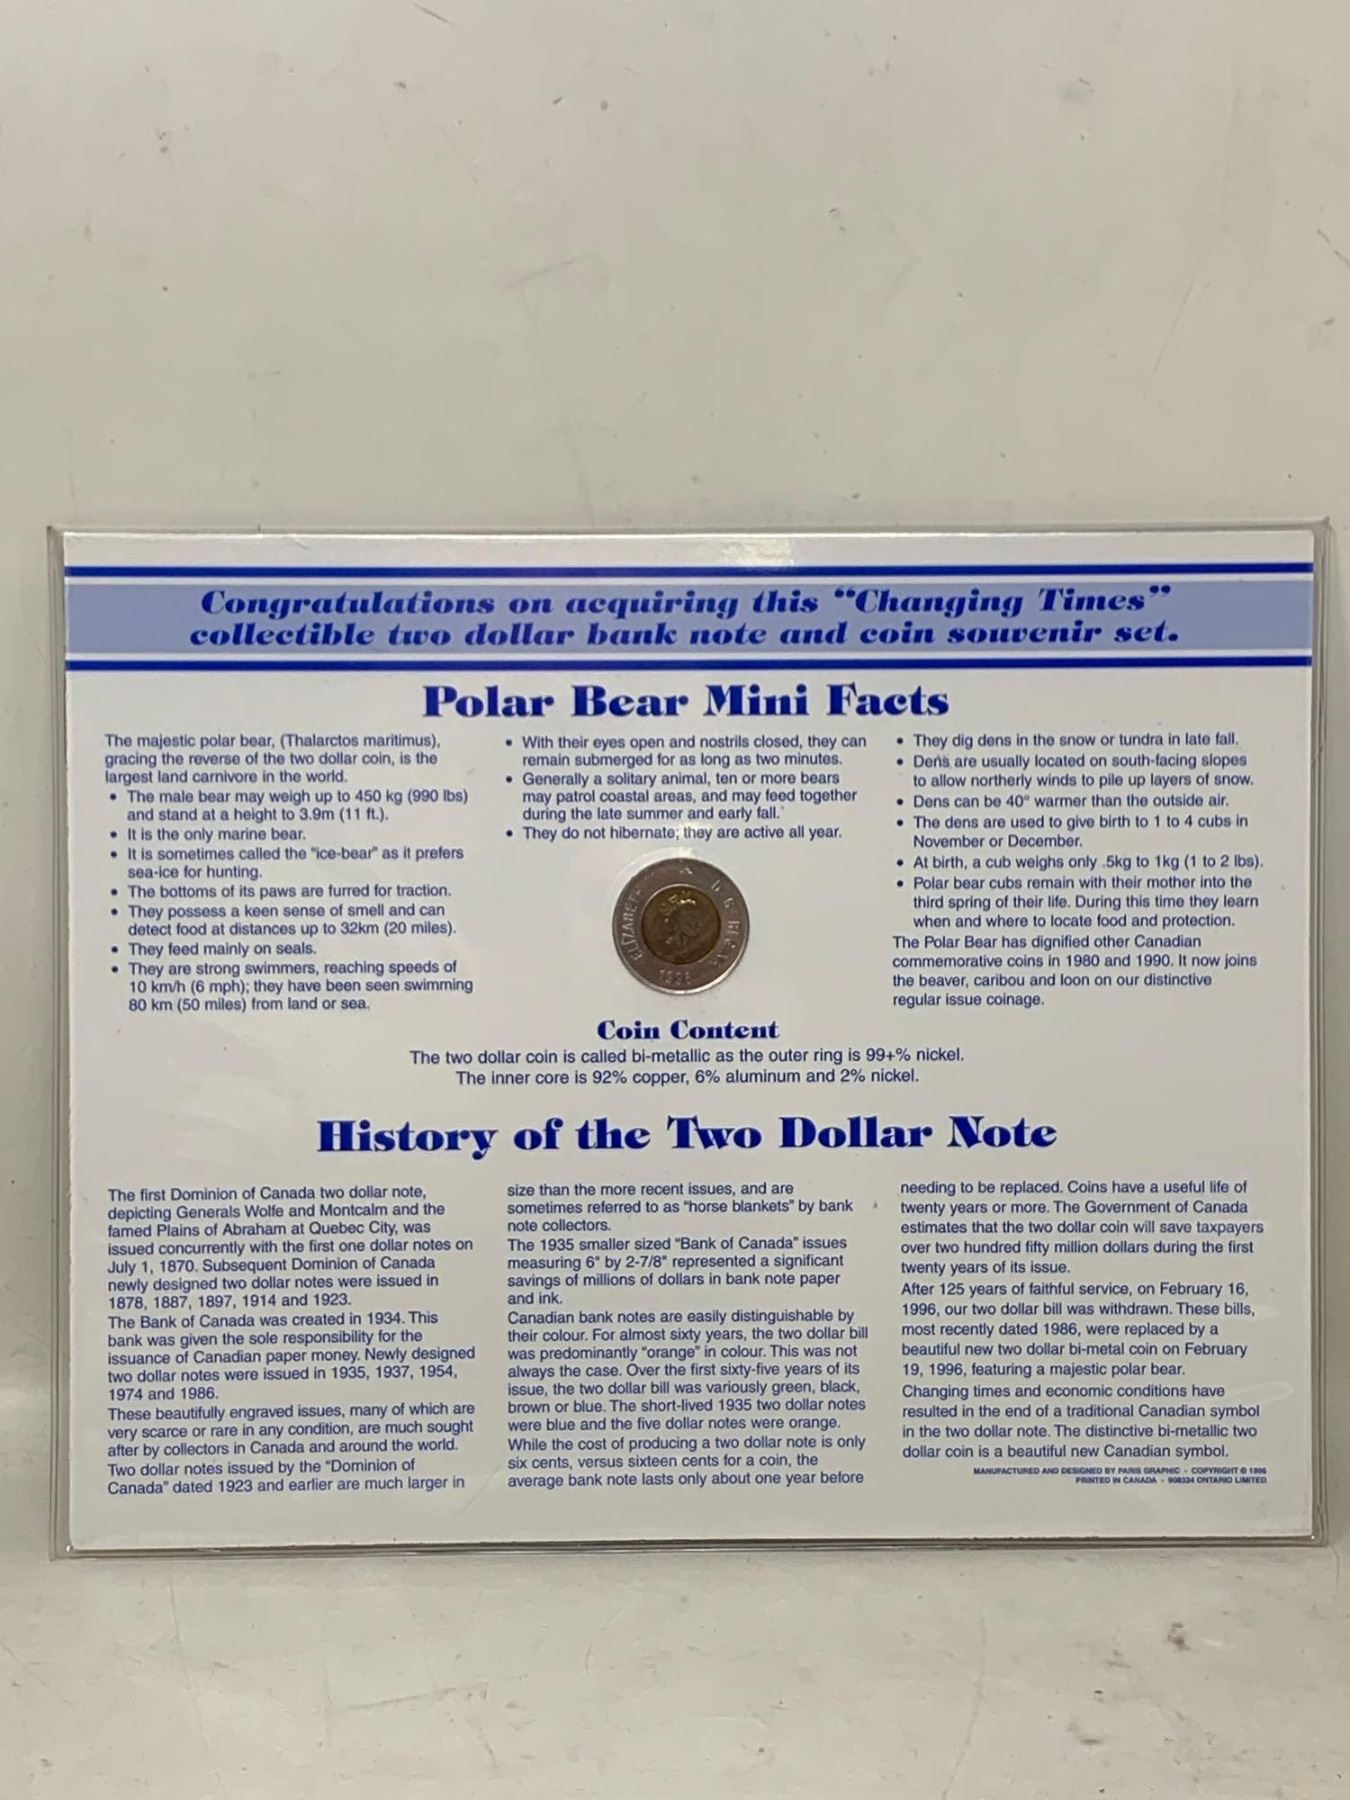 Congratulations on acquiring this “Changing Times”
collectible two dollar bank note and coin souvenir set.
Polar Bear Mini Facts
The majestic polar bear, (Thalarctos maritimus),
gracing the reverse of the two dollar coin, is the
largest land carnivore in the world.
• The male bear may weigh up to 450 kg (990 lbs)
and stand at a height to 3.9m (11 ft.).
• It is the only marine bear.
• It is sometimes called the "ice-bear" as it prefers
sea-ice for hunting.
• The bottoms of its paws are furred for traction.
• They possess a keen sense of smell and can
detect food at distances up to 32km (20 miles).
• They feed mainly on seals.
• They are strong swimmers, reaching speeds of
10 km/h (6 mph); they have been seen swimming
80 km (50 miles) from land or sea.
• With their eyes open and nostrils closed, they can
remain submerged for as long as two minutes.
• Generally a solitary animal, ten or more bears
may patrol coastal areas, and may feed together
during the late summer and early fall.
• They do not hibernate; they are active all year.
ELIZABETH II D. G. REGINA
1996
• They dig dens in the snow or tundra in late fall.
• Dens are usually located on south-facing slopes
to allow northerly winds to pile up layers of snow.
• Dens can be 40° warmer than the outside air.
• The dens are used to give birth to 1 to 4 cubs in
November or December.
• At birth, a cub weighs only .5kg to 1kg (1 to 2 lbs).
• Polar bear cubs remain with their mother into the
third spring of their life. During this time they learn
when and where to locate food and protection.
The Polar Bear has dignified other Canadian
commemorative coins in 1980 and 1990. It now joins
the beaver, caribou and loon on our distinctive
regular issue coinage.
Coin Content
The two dollar coin is called bi-metallic as the outer ring is 99+% nickel.
The inner core is 92% copper, 6% aluminum and 2% nickel.
History of the Two Dollar Note
The first Dominion of Canada two dollar note,
depicting Generals Wolfe and Montcalm and the
famed Plains of Abraham at Quebec City, was
issued concurrently with the first one dollar notes on
July 1, 1870. Subsequent Dominion of Canada
newly designed two dollar notes were issued in
1878, 1887, 1897, 1914 and 1923.
The Bank of Canada was created in 1934. This
bank was given the sole responsibility for the
issuance of Canadian paper money. Newly designed
two dollar notes were issued in 1935, 1937, 1954,
1974 and 1986.
These beautifully engraved issues, many of which are
very scarce or rare in any condition, are much sought
after by collectors in Canada and around the world.
Two dollar notes issued by the "Dominion of
Canada" dated 1923 and earlier are much larger in
size than the more recent issues, and are
sometimes referred to as "horse blankets" by bank
note collectors.
The 1935 smaller sized "Bank of Canada" issues
measuring 6" by 2-7/8" represented a significant
savings of millions of dollars in bank note paper
and ink.
Canadian bank notes are easily distinguishable by
their colour. For almost sixty years, the two dollar bill
was predominantly "orange" in colour. This was not
always the case. Over the first sixty-five years of its
issue, the two dollar bill was variously green, black,
brown or blue. The short-lived 1935 two dollar notes
were blue and the five dollar notes were orange.
While the cost of producing a two dollar note is only
six cents, versus sixteen cents for a coin, the
average bank note lasts only about one year before
needing to be replaced. Coins have a useful life of
twenty years or more. The Government of Canada
estimates that the two dollar coin will save taxpayers
over two hundred fifty million dollars during the first
twenty years of its issue.
After 125 years of faithful service, on February 16,
1996, our two dollar bill was withdrawn. These bills,
most recently dated 1986, were replaced by a
beautiful new two dollar bi-metal coin on February
19, 1996, featuring a majestic polar bear.
Changing times and economic conditions have
resulted in the end of a traditional Canadian symbol
in the two dollar note. The distinctive bi-metallic two
dollar coin is a beautiful new Canadian symbol.
MANUFACTURED AND DESIGNED BY PARIS GRAPHIC - COPYRIGHT © 1996
PRINTED IN CANADA - 908334 ONTARIO LIMITED